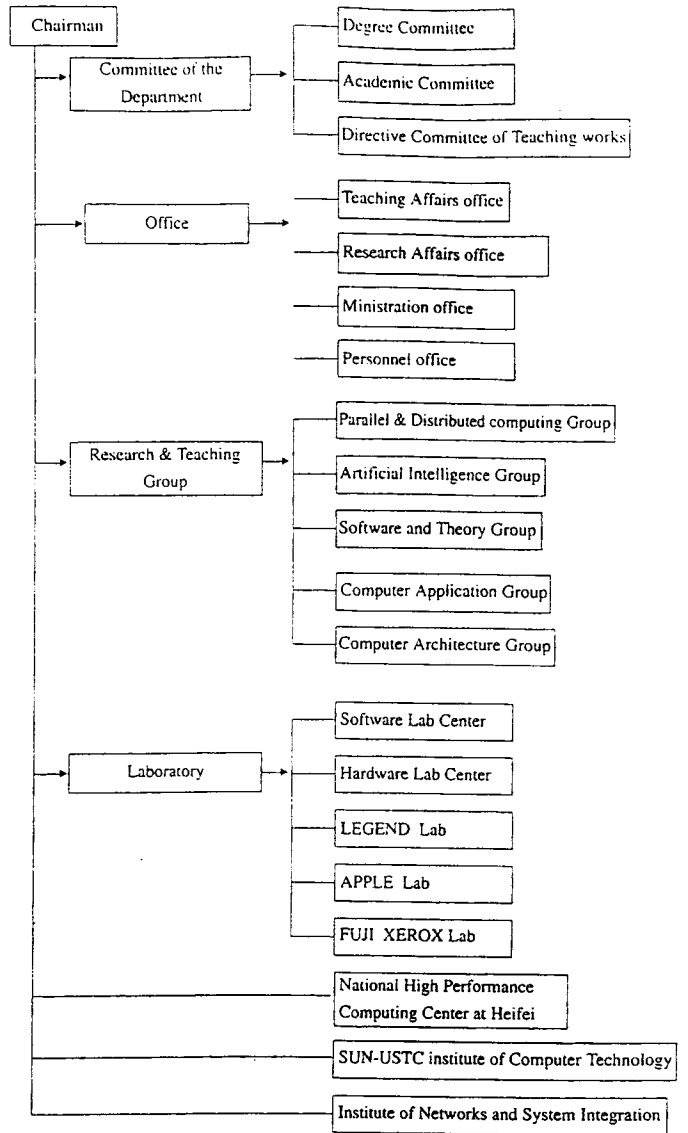 Chairman
Committee of the
Department
Degree Committee
Academic Committee
Directive Committee of Teaching works
Office
Teaching Affairs office
Research Affairs office
Ministration office
Personnel office
Research & Teaching
Group
Parallel & Distributed computing Group
Artificial Intelligence Group
Software and Theory Group
Computer Application Group
Computer Architecture Group
Laboratory
Software Lab Center
Hardware Lab Center
LEGEND Lab
APPLE Lab
FUJI XEROX Lab
National High Performance
Computing Center at Heifei
SUN-USTC institute of Computer Technology
Institute of Networks and System Integration